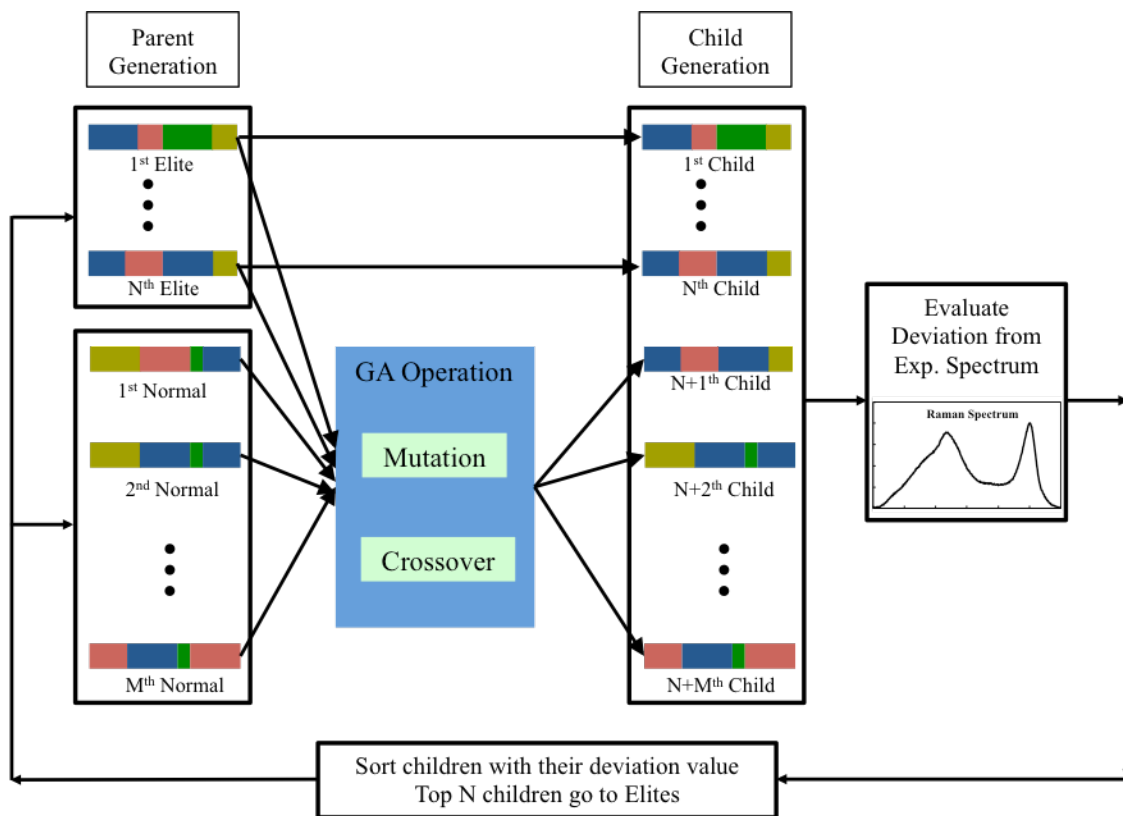 Parent
Generation
Child
Generation
1st Elite
Nth Elite
1st Normal
2nd Normal
Mth Normal
GA Operation
Mutation
Crossover
1st Child
Nth Child
N+1th Child
N+2th Child
N+Mth Child
Evaluate
Deviation from
Exp. Spectrum
Raman Spectrum
Sort children with their deviation value
Top N children go to Elites